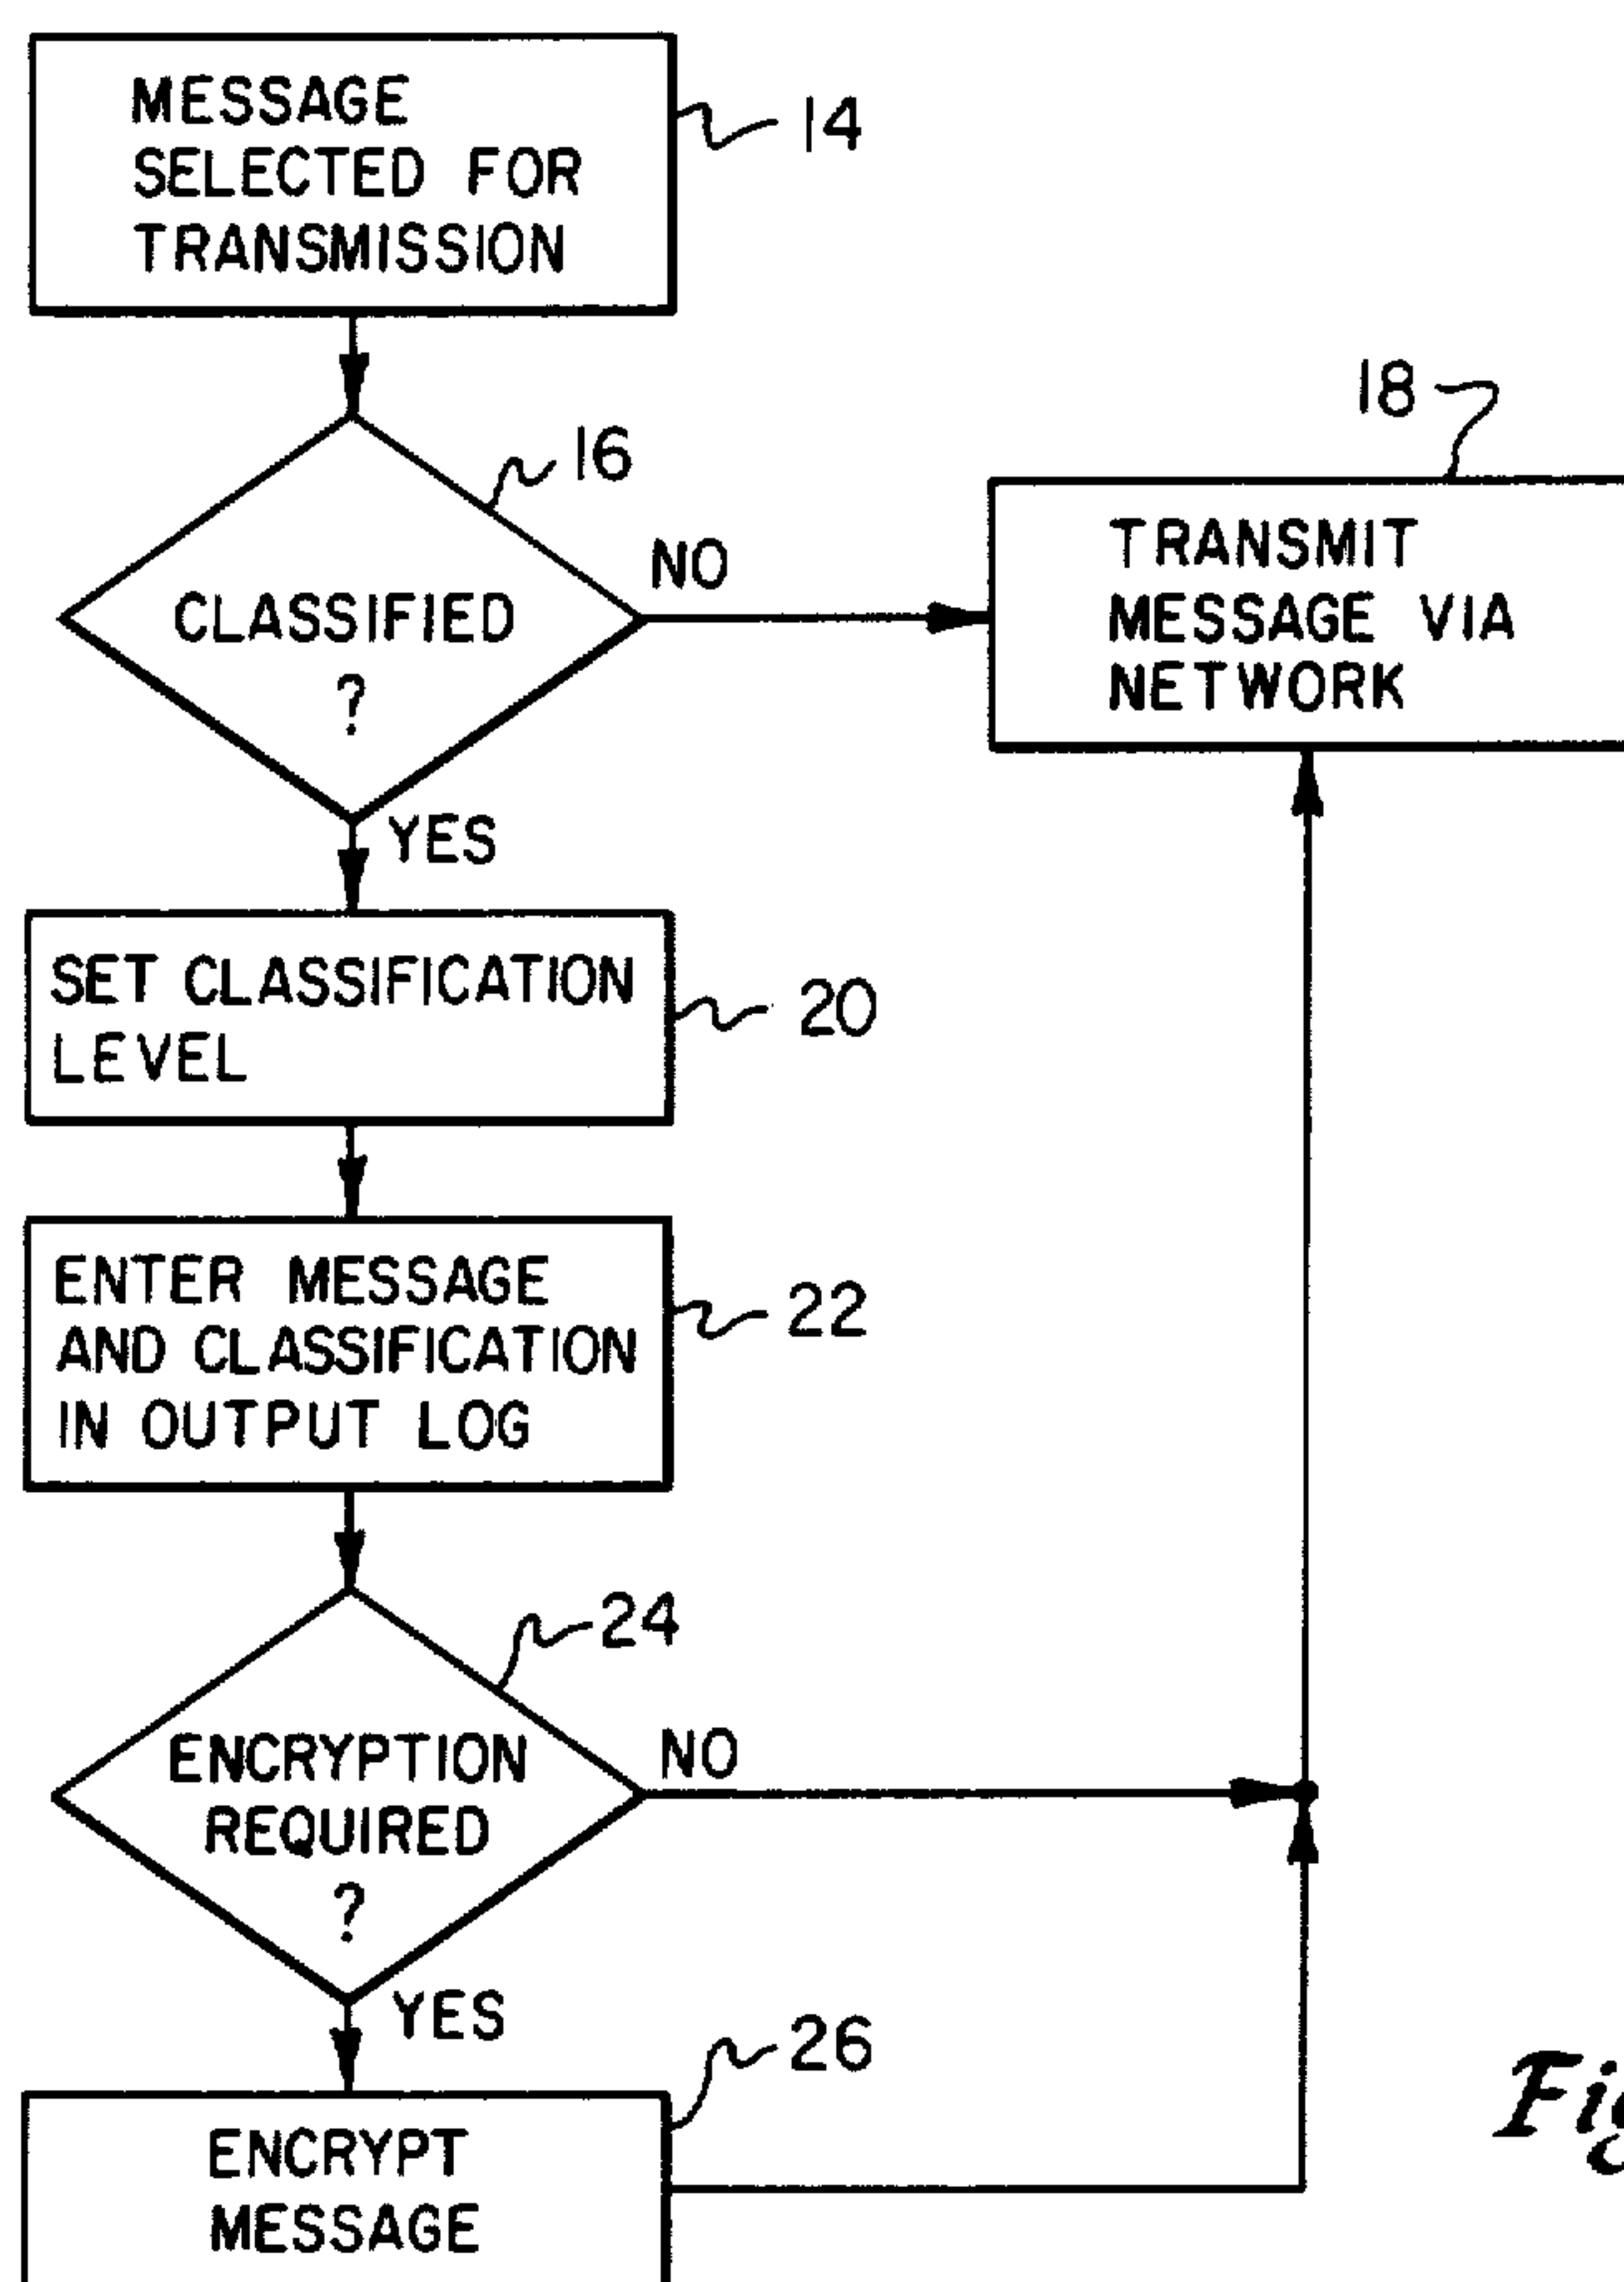 MESSAGE
SELECTED FOR
TRANSMISSION
14
16
CLASSIFIED
?
NO
18
TRANSMIT
MESSAGE VIA
NETWORK
YES
SET CLASSIFICATION
LEVEL
20
ENTER MESSAGE
AND CLASSIFICATION
IN OUTPUT LOG
22
24
ENCRYPTION
REQUIRED
?
NO
YES
26
ENCRYPT
MESSAGE